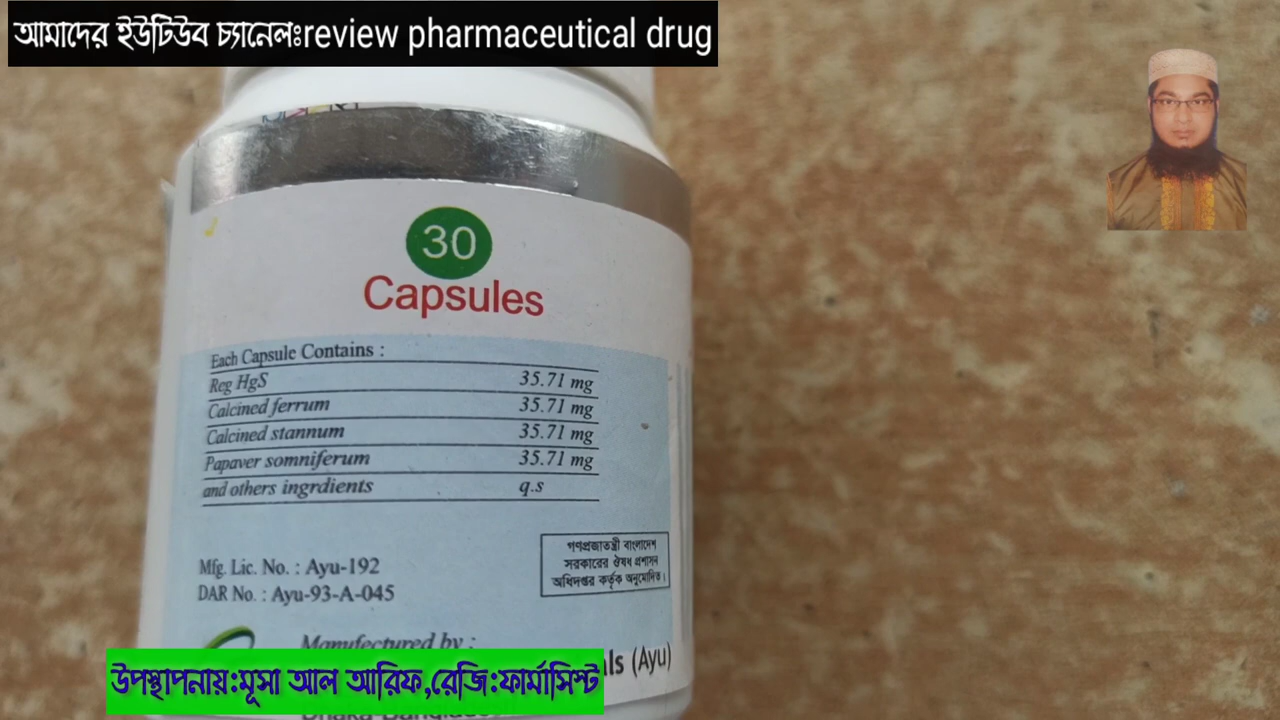 আমাদের ইউটিউব চ্যানেলঃreview pharmaceutical drug
30
Capsules
Each Capsule Contains :
Reg HgS 35.71 mg
Calcined ferrum 35.71 mg
Calcined stannum 35.71 mg
Papaver somniferum 35.71 mg
and others ingrdients q.s
গণপ্রজাতন্ত্রী বাংলাদেশ
সরকারের ঔষধ প্রশাসন
অধিদপ্তর কর্তৃক অনুমোদিত।
Mfg. Lic. No. : Ayu-192
DAR No. : Ayu-93-A-045
Manufactured by :
(Ayu)
উপস্থাপনায়:মূসা আল আরিফ,রেজি:ফার্মাসিস্ট